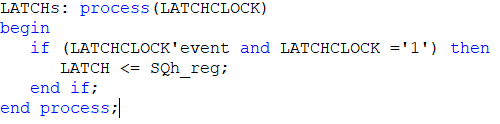 LATCHs: process(LATCHCLOCK)
begin
   if (LATCHCLOCK'event and LATCHCLOCK ='1') then
      LATCH <= SQh_reg;
   end if;
end process;